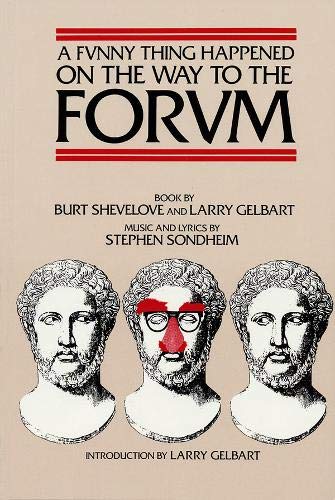 A FVNNY THING HAPPENED
ON THE WAY TO THE
FORVM
BOOK BY
BURT SHEVELOVE AND LARRY GELBART
MUSIC AND LYRICS BY
STEPHEN SONDHEIM
INTRODUCTION BY LARRY GELBART